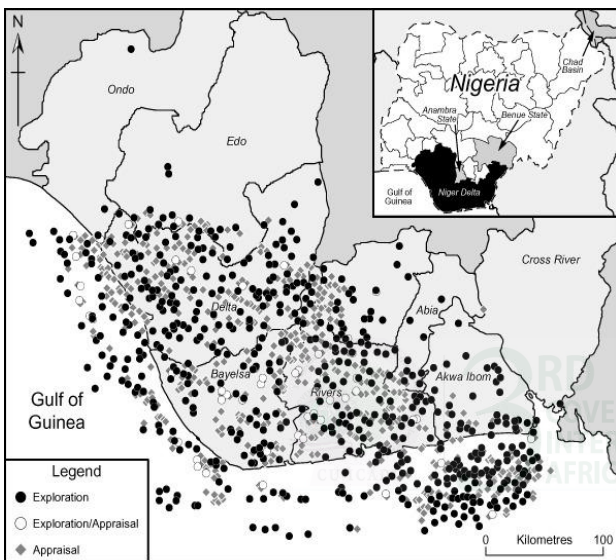 N
Ondo
Edo
Delta
Bayelsa
Rivers
Abia
Akwa Ibom
Cross River
Gulf of
Guinea
Nigeria
Chad
Basin
Anambra
State
Benue State
Niger Delta
Gulf of
Guinea
Legend
Exploration
Exploration/Appraisal
Appraisal
0 Kilometres 100
3RD